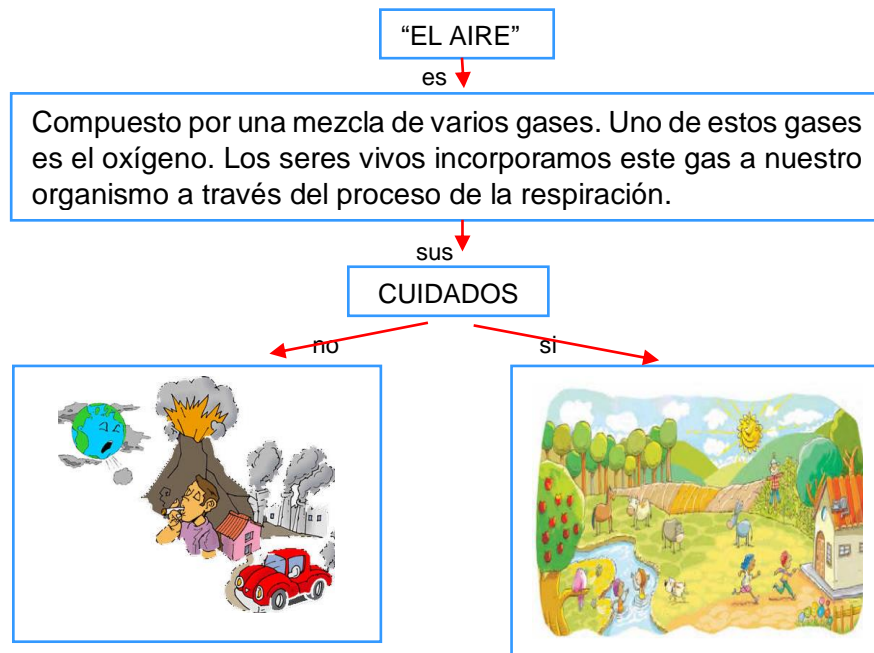 “EL AIRE”
es
Compuesto por una mezcla de varios gases. Uno de estos gases
es el oxígeno. Los seres vivos incorporamos este gas a nuestro
organismo a través del proceso de la respiración.
sus
CUIDADOS
no
si